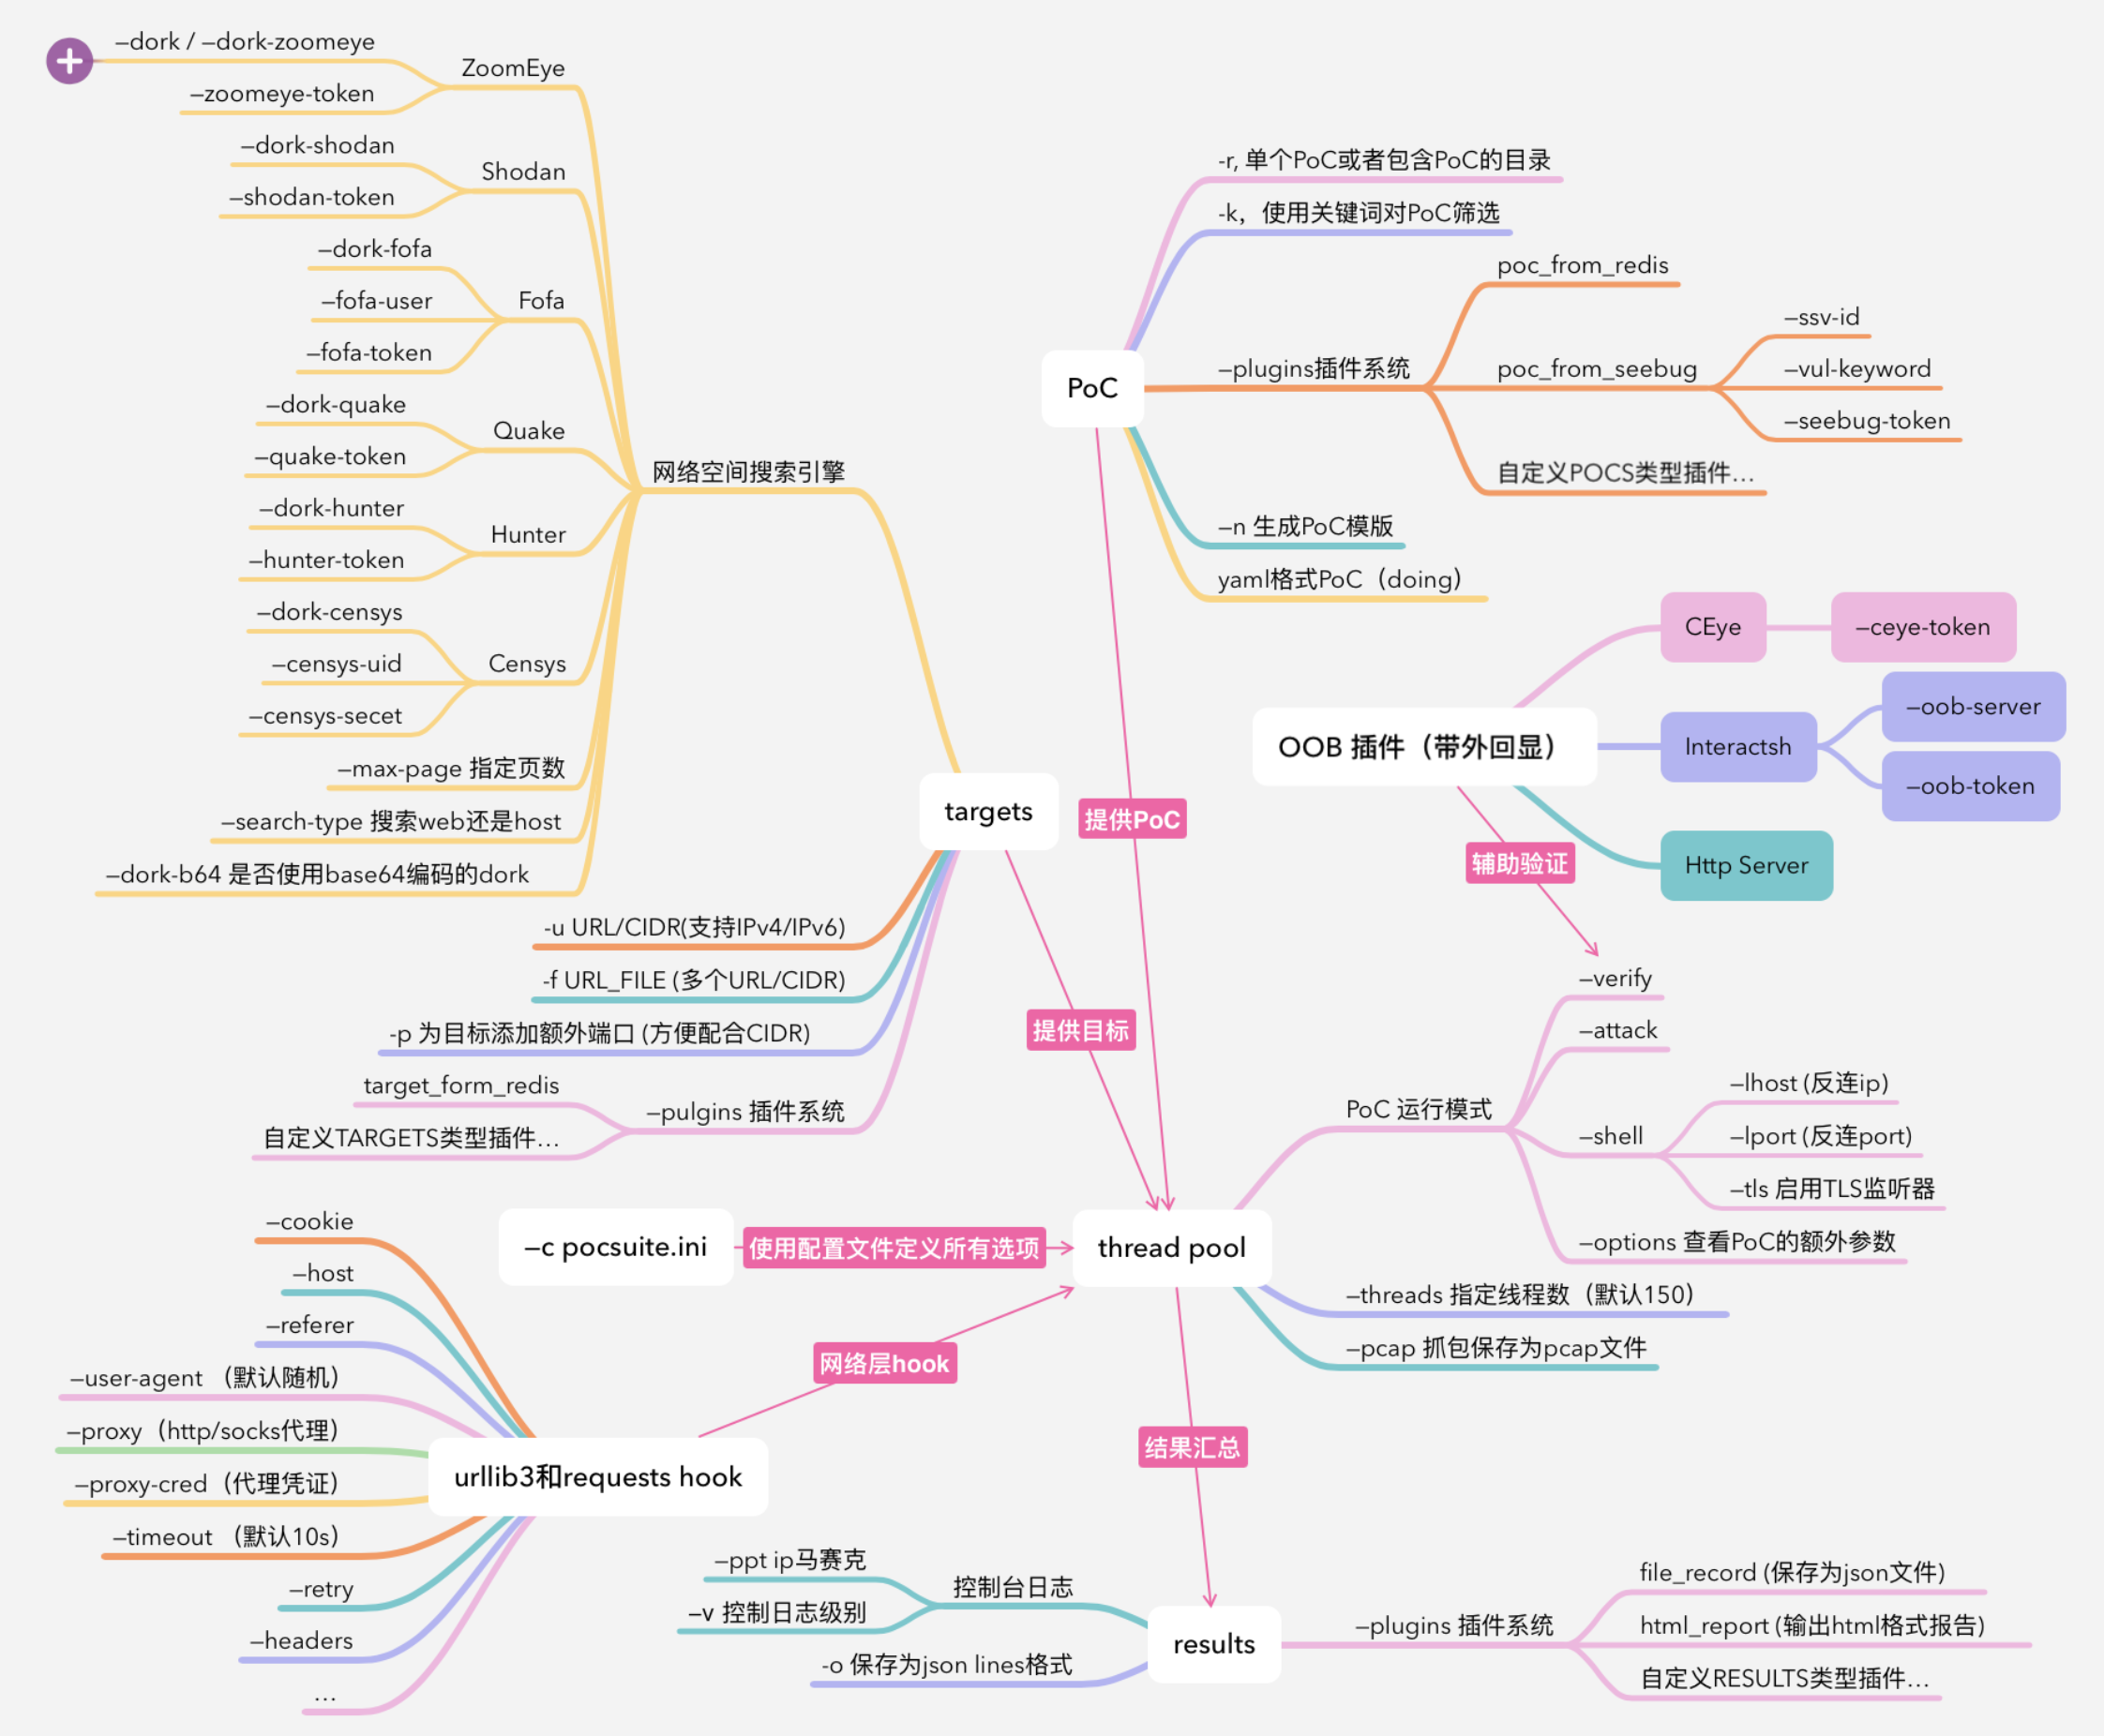 –dork / –dork-zoomeye
ZoomEye
–zoomeye-token
–dork-shodan
Shodan
–shodan-token
–dork-fofa
–fofa-user
Fofa
–fofa-token
–dork-quake
Quake
–quake-token
–dork-hunter
Hunter
–hunter-token
–dork-censys
–censys-uid
Censys
–censys-secet
–max-page 指定页数
–search-type 搜索web还是host
–dork-b64 是否使用base64编码的dork
网络空间搜索引擎
targets
-u URL/CIDR(支持IPv4/IPv6)
-f URL_FILE (多个URL/CIDR)
-p 为目标添加额外端口 (方便配合CIDR)
target_form_redis
–pulgins 插件系统
自定义TARGETS类型插件...
-r, 单个PoC或者包含PoC的目录
-k，使用关键词对PoC筛选
PoC
–plugins插件系统
poc_from_redis
poc_from_seebug
–ssv-id
–vul-keyword
–seebug-token
自定义POCS类型插件...
–n 生成PoC模版
yaml格式PoC（doing）
OOB 插件（带外回显）
CEye
–ceye-token
Interactsh
–oob-server
–oob-token
Http Server
提供PoC
辅助验证
提供目标
–c pocsuite.ini
使用配置文件定义所有选项
thread pool
PoC 运行模式
–verify
–attack
–shell
–lhost (反连ip)
–lport (反连port)
–tls 启用TLS监听器
–options 查看PoC的额外参数
–threads 指定线程数（默认150）
–pcap 抓包保存为pcap文件
–cookie
–host
–referer
–user-agent （默认随机）
–proxy（http/socks代理）
–proxy-cred（代理凭证）
–timeout （默认10s）
–retry
–headers
...
urllib3和requests hook
网络层hook
结果汇总
–ppt ip马赛克
控制台日志
–v 控制日志级别
-o 保存为json lines格式
results
–plugins 插件系统
file_record (保存为json文件)
html_report (输出html格式报告)
自定义RESULTS类型插件...